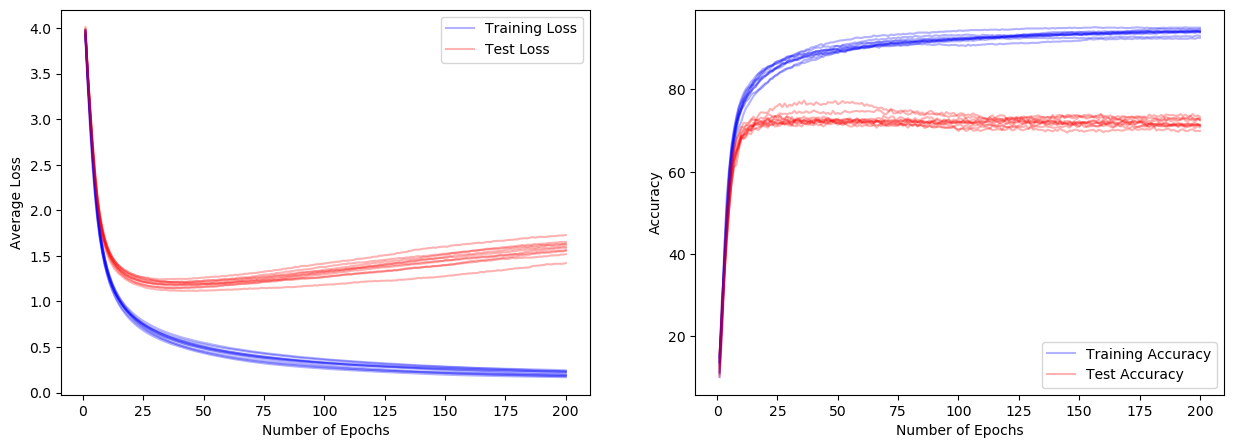 4.0
3.5
3.0
2.5
2.0
1.5
1.0
0.5
0.0
Average Loss
0 25 50 75 100 125 150 175 200
Number of Epochs
Training Loss
Test Loss
80
60
40
20
Accuracy
0 25 50 75 100 125 150 175 200
Number of Epochs
Training Accuracy
Test Accuracy